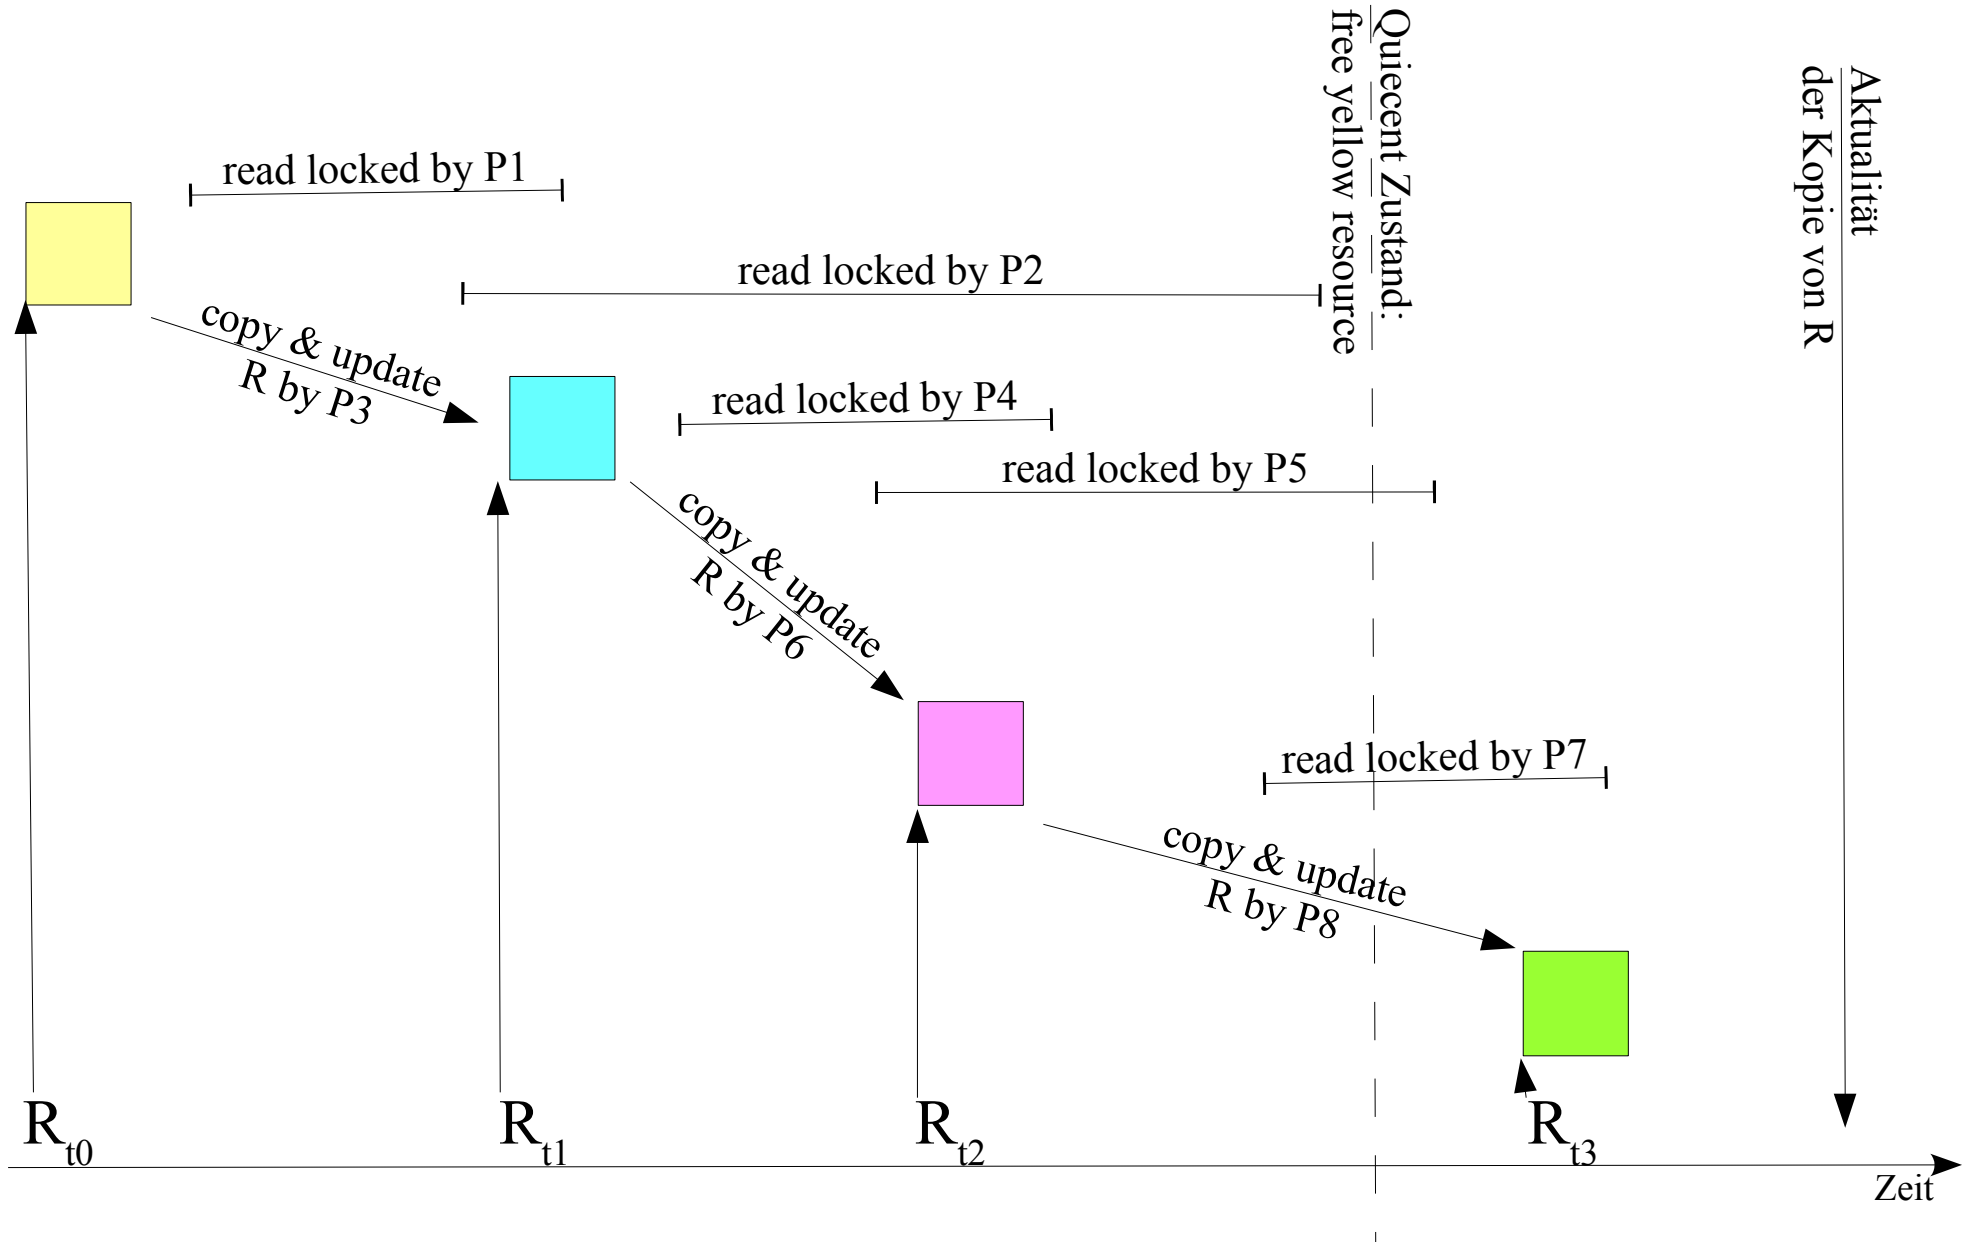 Quiecent Zustand:
free yellow resource
Aktualität
der Kopie von R
read locked by P1
read locked by P2
copy & update
R by P3
read locked by P4
read locked by P5
copy & update
R by P6
read locked by P7
copy & update
R by P8
Rt0
Rt1
Rt2
Rt3
Zeit